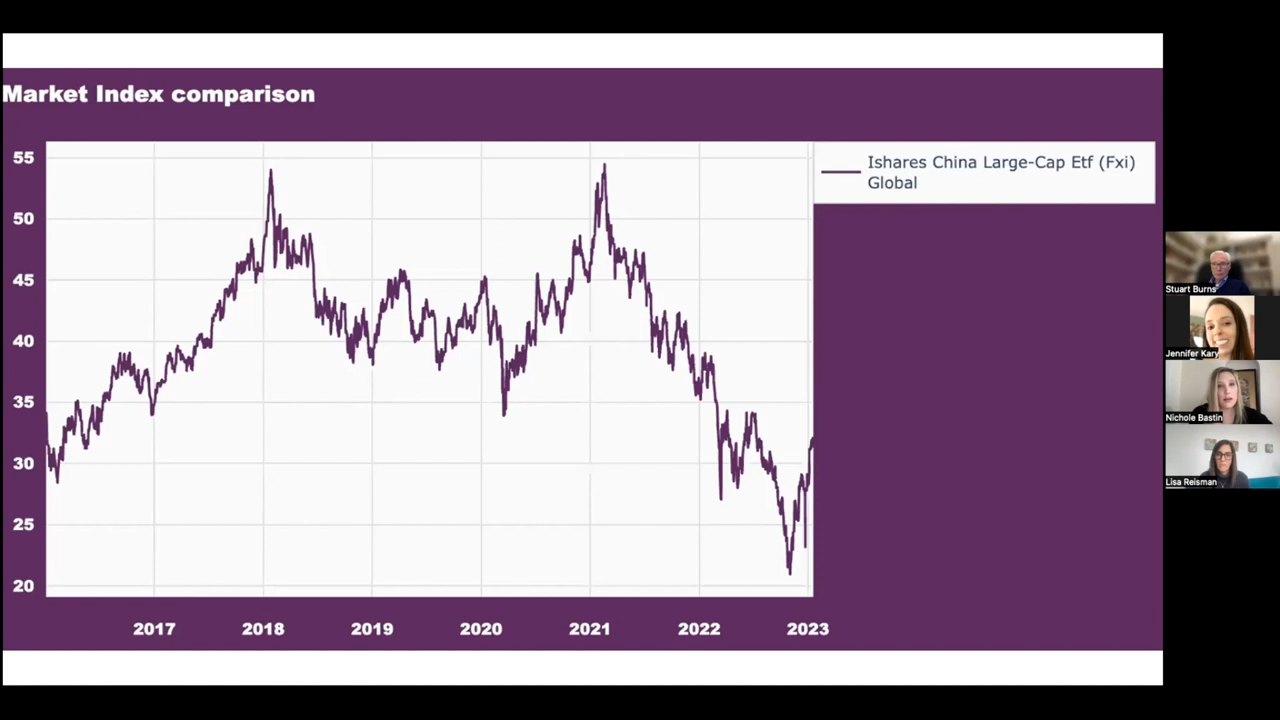 Market Index comparison
55
50
45
40
35
30
25
20
2017 2018 2019 2020 2021 2022 2023
Ishares China Large-Cap Etf (Fxi)
Global
Stuart Burns
Jennifer Kary
Nichole Bastin
Lisa Reisman